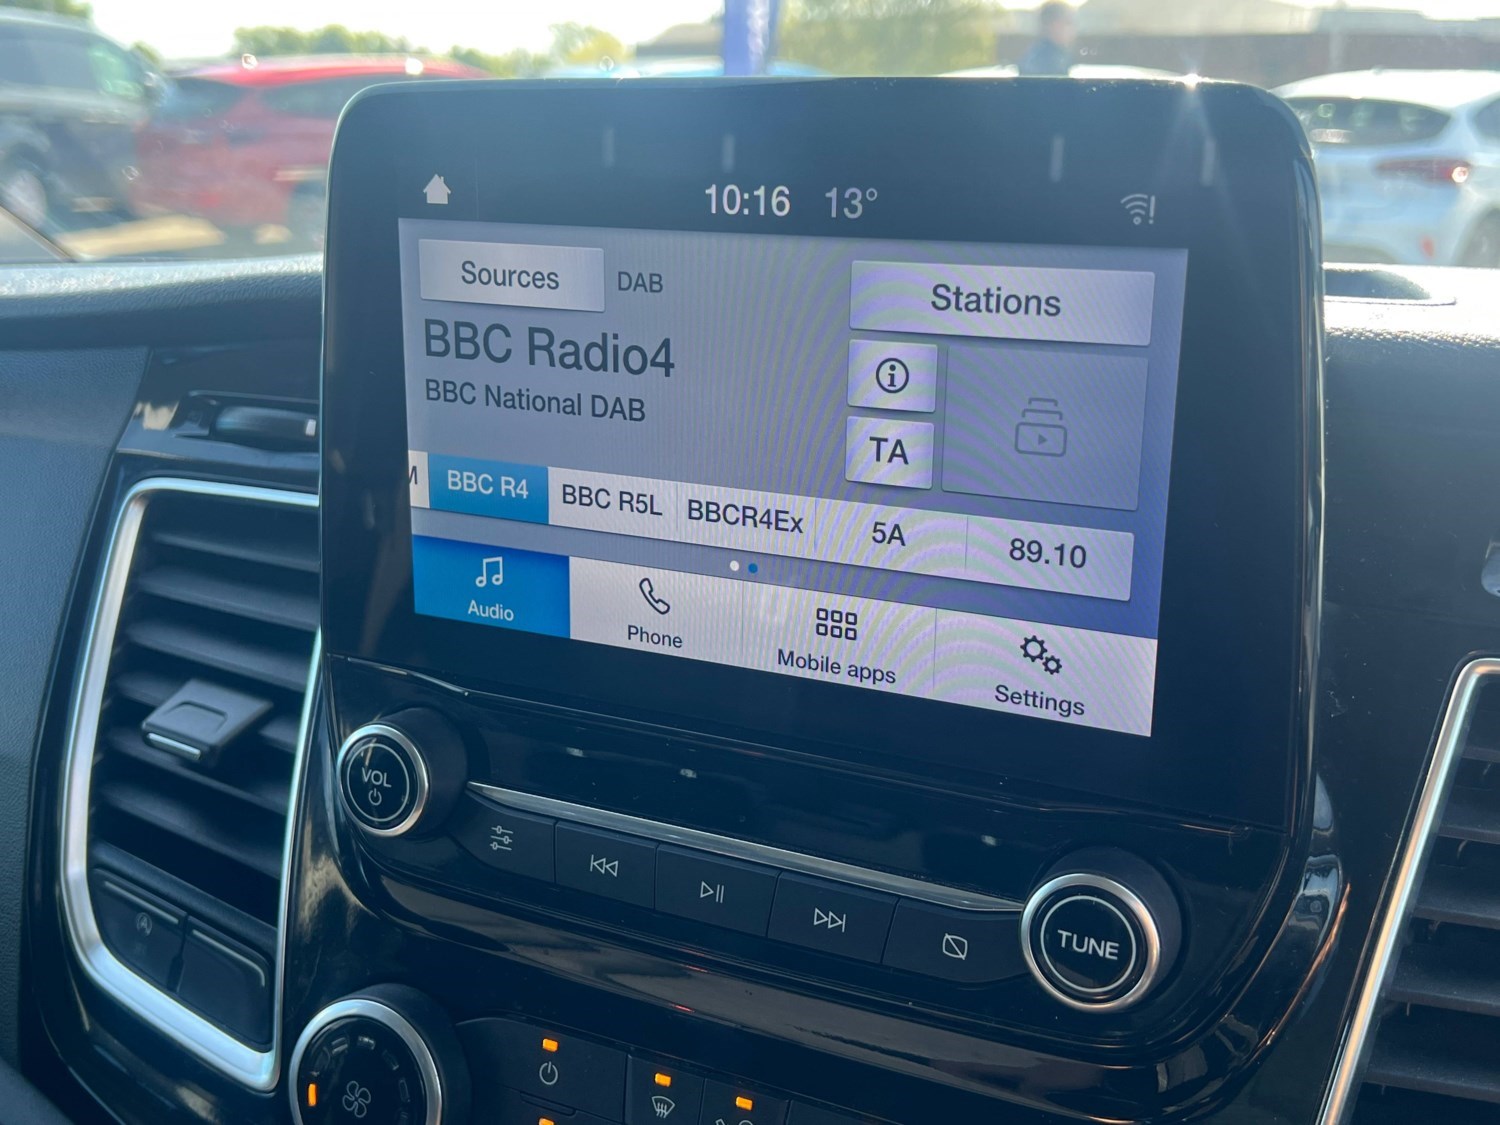 10:16 13°
Sources DAB
Stations
BBC Radio4
BBC National DAB
TA
BBC R4 BBC R5L BBCR4Ex 5A 89.10
Audio Phone Mobile apps Settings
VOL
TUNE